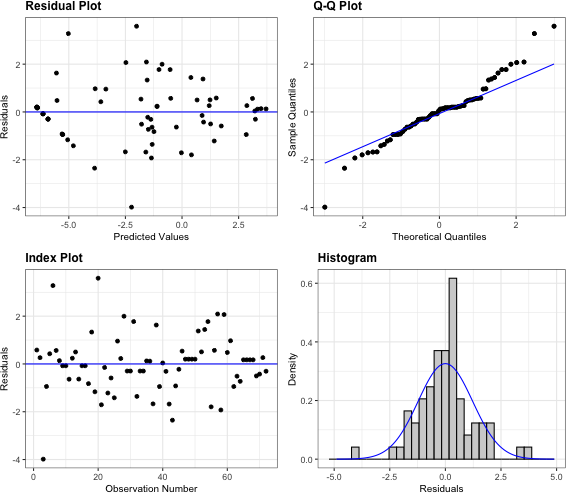 Residual Plot
Residuals
2
0
-2
-4
-5.0
-2.5
0.0
2.5
Predicted Values
Q-Q Plot
Sample Quantiles
2
0
-2
-4
-2
0
2
Theoretical Quantiles
Index Plot
Residuals
2
0
-2
-4
0
20
40
60
Observation Number
Histogram
Density
0.6
0.4
0.2
0.0
-5.0
-2.5
0.0
2.5
5.0
Residuals